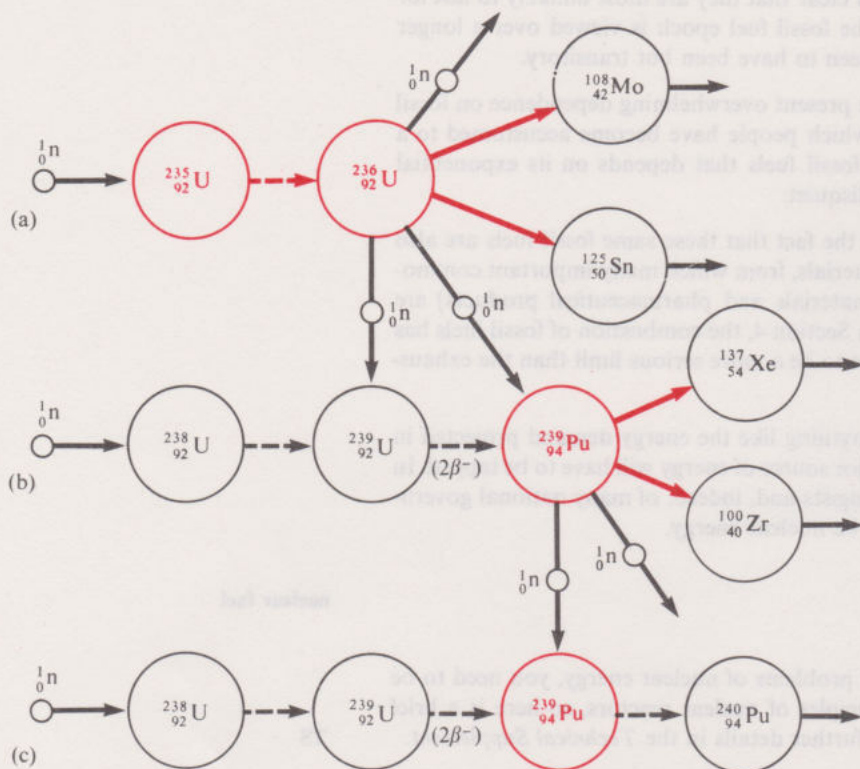 ¹₀n
¹⁰⁸₄₂Mo
¹₀n
²³⁵₉₂U
²³⁶₉₂U
(a)
¹²⁵₅₀Sn
¹₀n
¹₀n
¹³⁷₅₄Xe
¹₀n
²³⁸₉₂U
²³⁹₉₂U
(2β⁻)
²³⁹₉₄Pu
(b)
¹⁰⁰₄₀Zr
¹₀n
¹₀n
¹₀n
²³⁸₉₂U
²³⁹₉₂U
(2β⁻)
²³⁹₉₄Pu
²⁴⁰₉₄Pu
(c)